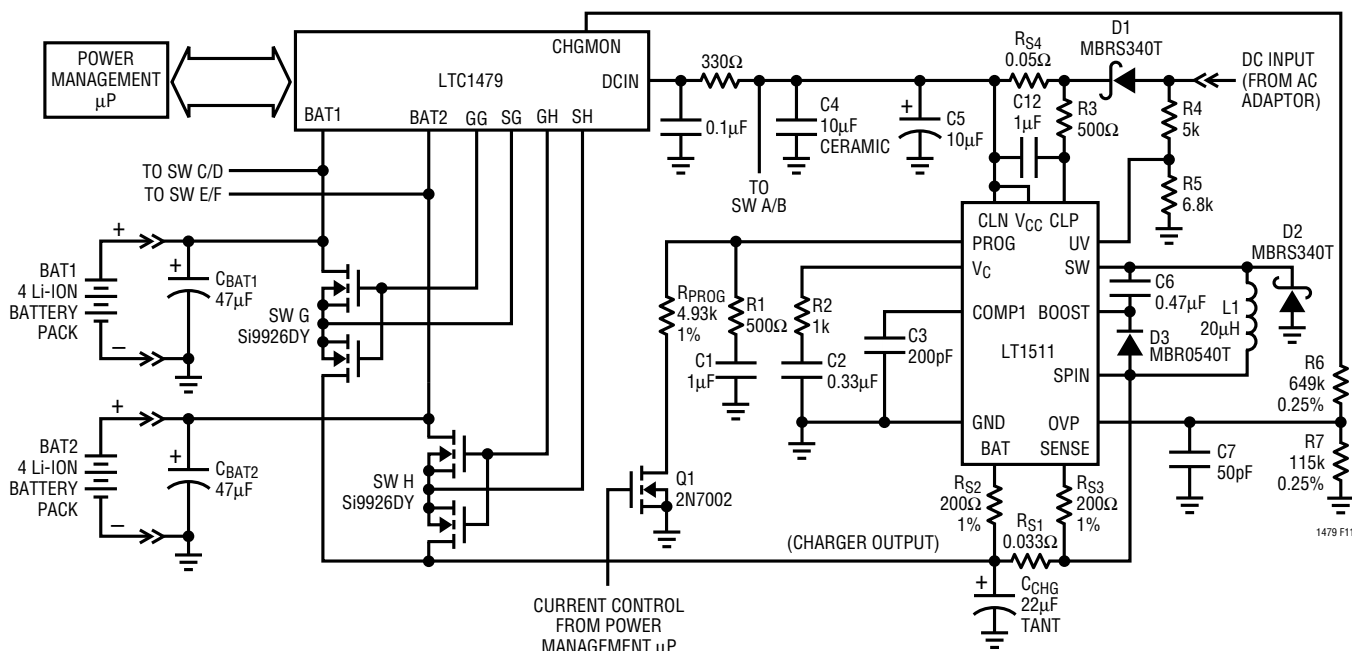 POWER
MANAGEMENT
µP
CHGMON
LTC1479
DCIN
BAT1
BAT2
GG
SG
GH
SH
330Ω
0.1µF
C4
10µF
CERAMIC
+
C5
10µF
TO
SW A/B
RS4
0.05Ω
C12
1µF
R3
500Ω
D1
MBRS340T
DC INPUT
(FROM AC
ADAPTOR)
R4
5k
R5
6.8k
TO SW C/D
TO SW E/F
+
BAT1
4 Li-ION
BATTERY
PACK
–
+
CBAT1
47µF
SW G
Si9926DY
+
BAT2
4 Li-ION
BATTERY
PACK
–
+
CBAT2
47µF
SW H
Si9926DY
RPROG
4.93k
1%
R1
500Ω
C1
1µF
R2
1k
C2
0.33µF
C3
200pF
CLN VCC CLP
PROG
UV
VC
SW
COMP1
BOOST
LT1511
SPIN
GND
OVP
BAT
SENSE
C6
0.47µF
D3
MBR0540T
L1
20µH
D2
MBRS340T
R6
649k
0.25%
R7
115k
0.25%
C7
50pF
Q1
2N7002
RS2
200Ω
1%
RS3
200Ω
1%
RS1
0.033Ω
(CHARGER OUTPUT)
+
CCHG
22µF
TANT
CURRENT CONTROL
FROM POWER
MANAGEMENT µP
1479 F11